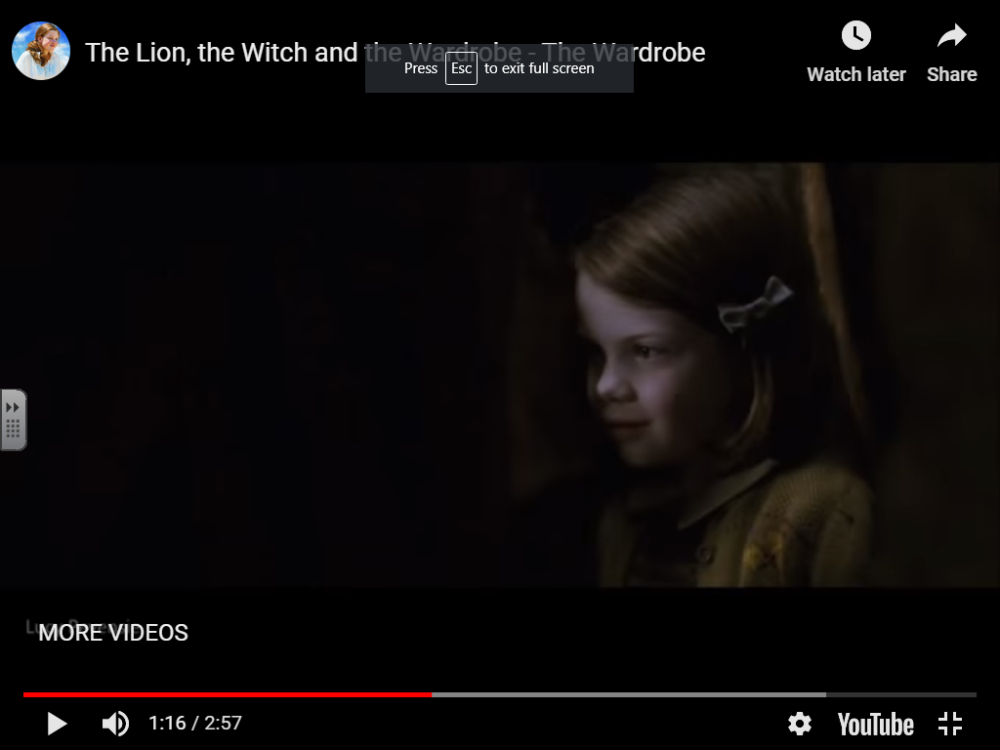 The Lion, the Witch and the Wardrobe - The Wardrobe
Press Esc to exit full screen
Watch later
Share
MORE VIDEOS
1:16 / 2:57
YouTube